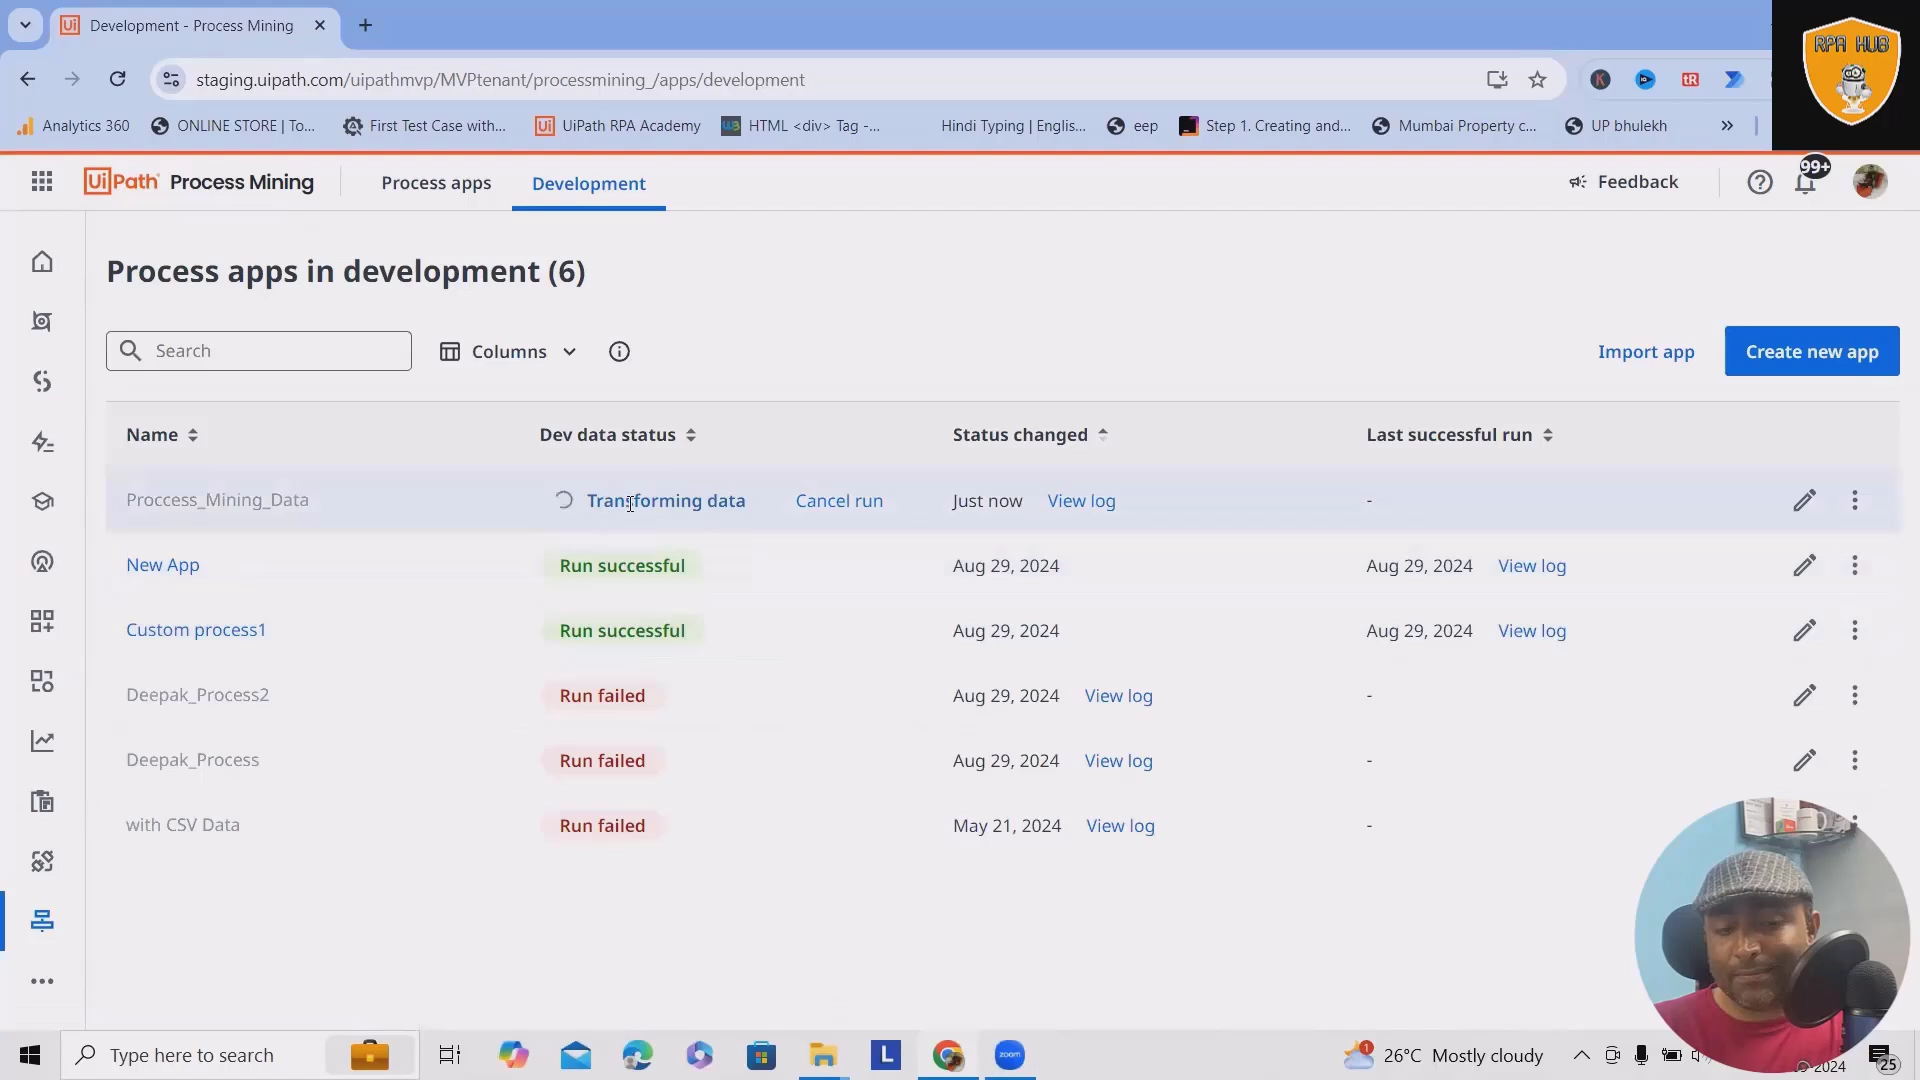 Development - Process Mining
staging.uipath.com/uipathmvp/MVPtenant/processmining_/apps/development
RPA HUB
Analytics 360
ONLINE STORE | To...
First Test Case with...
UiPath RPA Academy
HTML <div> Tag -...
Hindi Typing | Englis...
eep
Step 1. Creating and...
Mumbai Property c...
UP bhulekh
UiPath Process Mining
Process apps
Development
Feedback
99+
Process apps in development (6)
Search
Columns
Import app
Create new app
Name
Dev data status
Status changed
Last successful run
Proccess_Mining_Data Transforming data Cancel run Just now View log -
New App Run successful Aug 29, 2024 Aug 29, 2024 View log
Custom process1 Run successful Aug 29, 2024 Aug 29, 2024 View log
Deepak_Process2 Run failed Aug 29, 2024 View log -
Deepak_Process Run failed Aug 29, 2024 View log -
with CSV Data Run failed May 21, 2024 View log -
Type here to search
L
zoom
1
26°C Mostly cloudy
-2024
25